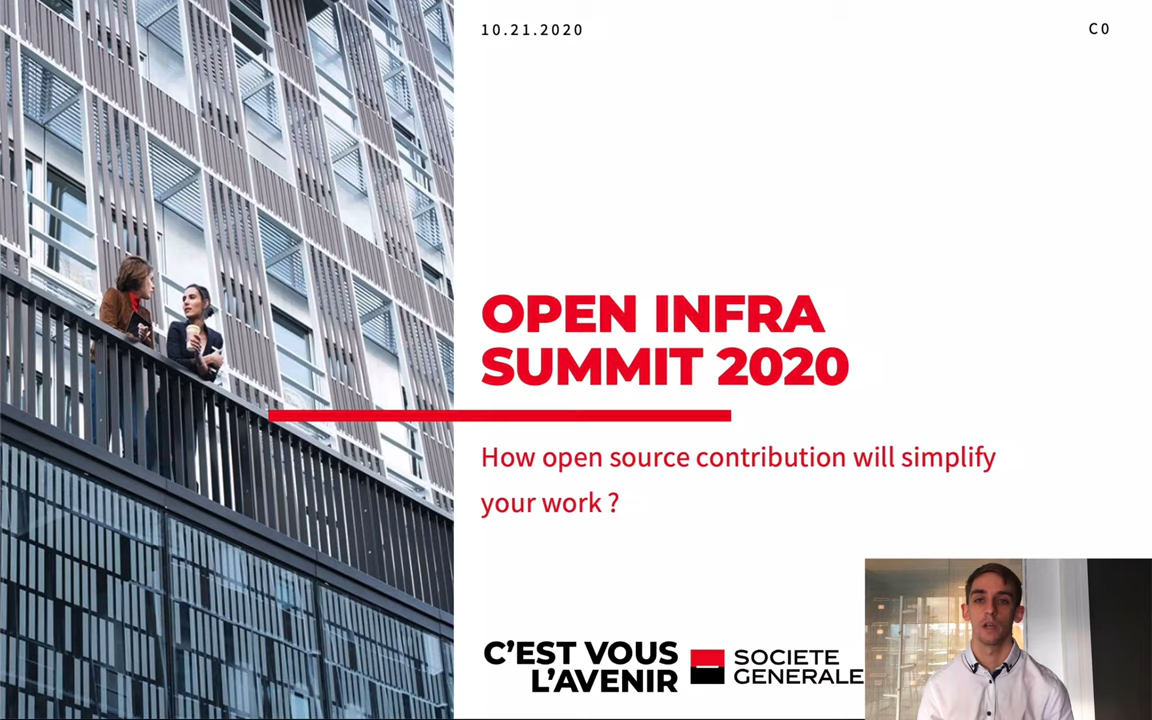 10.21.2020
C0
OPEN INFRA
SUMMIT 2020
How open source contribution will simplify
your work ?
C'EST VOUS
L'AVENIR
SOCIETE
GENERALE